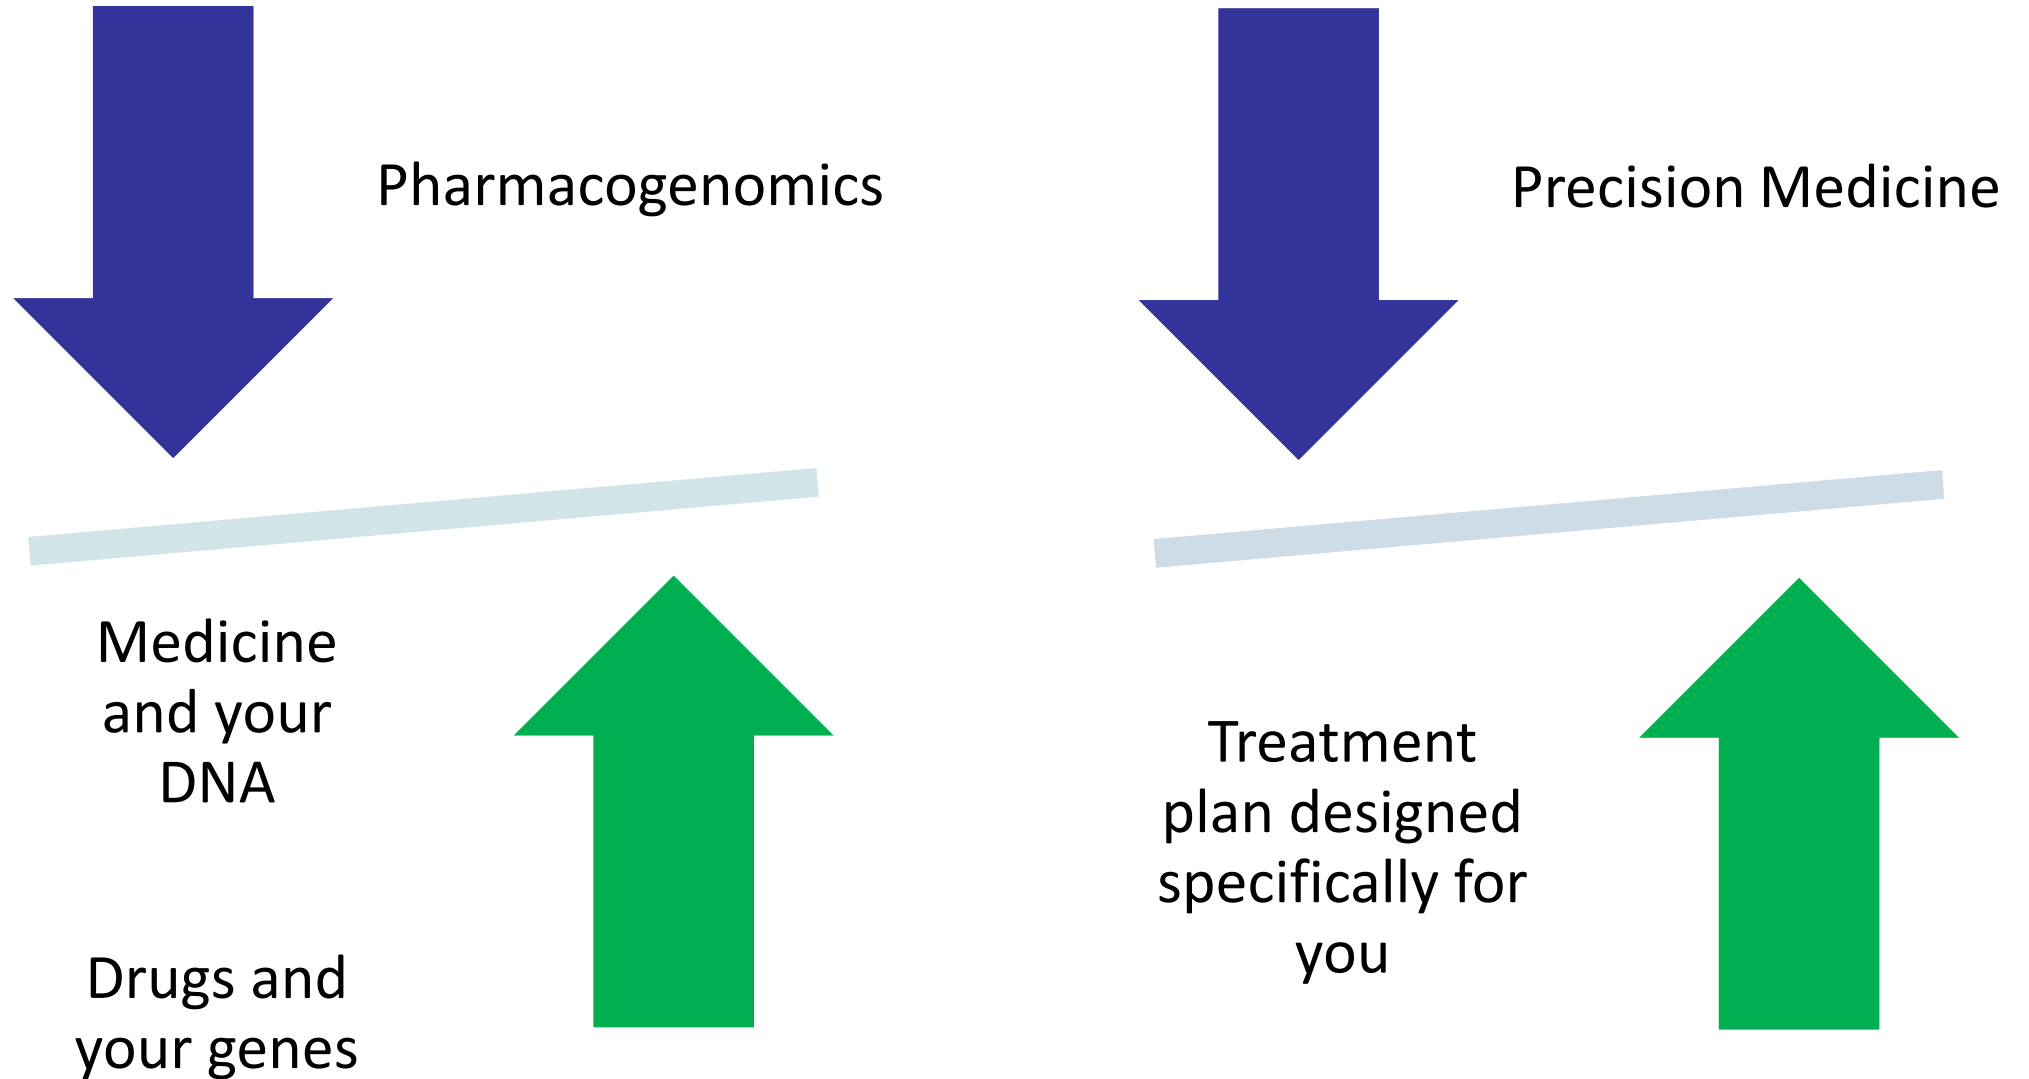 Pharmacogenomics
Medicine
and your
DNA
Drugs and
your genes
Precision Medicine
Treatment
plan designed
specifically for
you